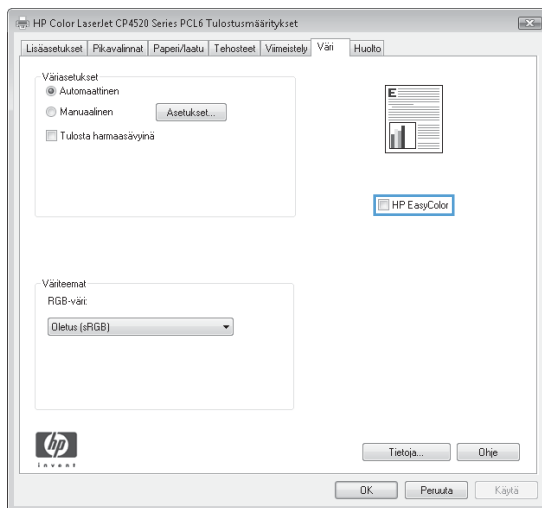 HP Color LaserJet CP4520 Series PCL6 Tulostusmääritykset
Lisäasetukset Pikavalinnat Paperi/laatu Tehosteet Viimeistely Väri Huolto
Väriasetukset
Automaattinen
Manuaalinen Asetukset...
Tulosta harmaasävyinä
E
HP EasyColor
Väriteemat
RGB-väri:
Oletus (sRGB)
hp
invent
Tietoja... Ohje
OK Peruuta Käytä